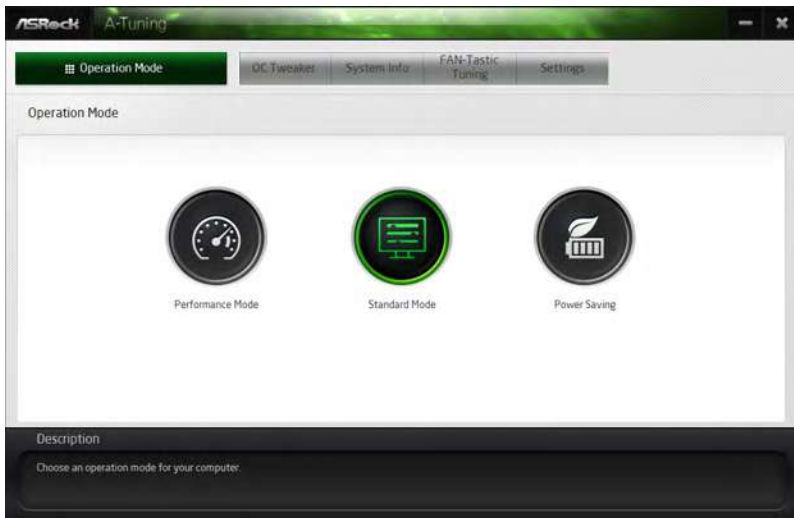 ASRock A-Tuning
Operation Mode OC Tweaker System Info FAN-Tastic Tuning Settings
Operation Mode
Performance Mode Standard Mode Power Saving
Description
Choose an operation mode for your computer.